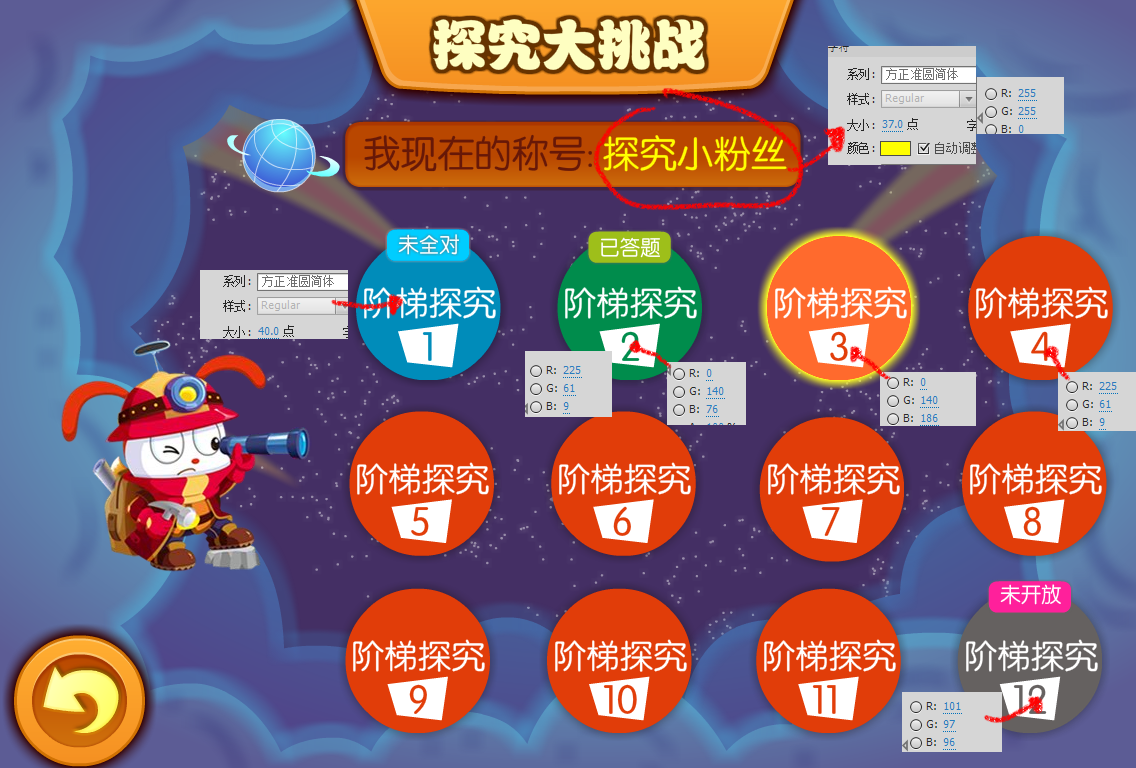 探究大挑战
我现在的称号:探究小粉丝
字符
系列: 方正准圆简体
样式: Regular
大小: 37.0 点 字
颜色: 自动调整
R: 255
G: 255
B: 0
系列: 方正准圆简体
样式: Regular
大小: 40.0 点 字
未全对
阶梯探究
1
已答题
阶梯探究
2
阶梯探究
3
阶梯探究
4
R: 225
G: 61
B: 9
R: 0
G: 140
B: 76
R: 0
G: 140
B: 186
R: 225
G: 61
B: 9
阶梯探究
5
阶梯探究
6
阶梯探究
7
阶梯探究
8
阶梯探究
9
阶梯探究
10
阶梯探究
11
未开放
阶梯探究
12
R: 101
G: 97
B: 96